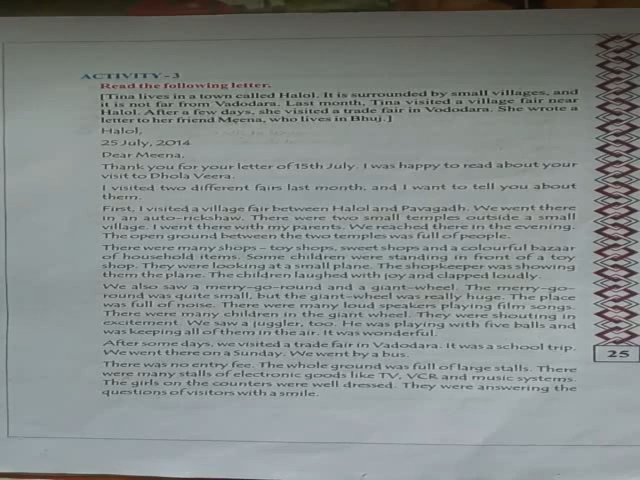 ACTIVITY-3
Read the following letter.
[Tina lives in a town called Halol. It is surrounded by small villages, and
it is not far from Vadodara. Last month, Tina visited a village fair near
Halol. After a few days, she visited a trade fair in Vododara. She wrote a
letter to her friend Meena, who lives in Bhuj.]
Halol,
25 July, 2014
Dear Meena,
Thank you for your letter of 15th July. I was happy to read about your
visit to Dhola Veera.
I visited two different fairs last month, and I want to tell you about
them.
First, I visited a village fair between Halol and Pavagadh. We went there
in an auto-rickshaw. There were two small temples outside a small
village. I went there with my parents. We reached there in the evening.
The open ground between the two temples was full of people.
There were many shops - toy shops, sweet shops and a colourful bazaar
of household items. Some children were standing in front of a toy
shop. They were looking at a small plane. The shopkeeper was showing
them the plane. The children laughed with joy and clapped loudly.
We also saw a merry-go-round and a giant-wheel. The merry-go-
round was quite small, but the giant-wheel was really huge. The place
was full of noise. There were many loud speakers playing film songs.
There were many children in the giant wheel. They were shouting in
excitement. We saw a juggler, too. He was playing with five balls and
was keeping all of them in the air. It was wonderful.
After some days, we visited a trade fair in Vadodara. It was a school trip.
We went there on a Sunday. We went by a bus.
There was no entry fee. The whole ground was full of large stalls. There
were many stalls of electronic goods like TV, VCR and music systems.
The girls on the counters were well dressed. They were answering the
questions of visitors with a smile.
25